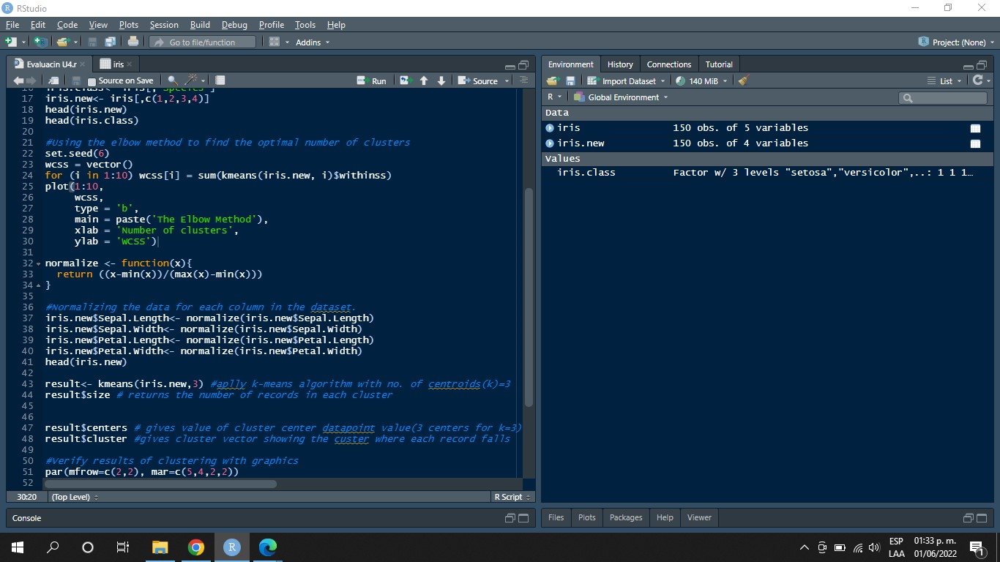 RStudio
File Edit Code View Plots Session Build Debug Profile Tools Help
Go to file/function Addins Project: (None)
Evaluacin U4.r iris
Source on Save Run Source
17 iris.new<- iris[,c(1,2,3,4)]
18 head(iris.new)
19 head(iris.class)
20
21 #Using the elbow method to find the optimal number of clusters
22 set.seed(6)
23 wcss = vector()
24 for (i in 1:10) wcss[i] = sum(kmeans(iris.new, i)$withinss)
25 plot(1:10,
26 wcss,
27 type = 'b',
28 main = paste('The Elbow Method'),
29 xlab = 'Number of clusters',
30 ylab = 'WCSS')
31
32 normalize <- function(x){
33 return ((x-min(x))/(max(x)-min(x)))
34 }
35
36 #Normalizing the data for each column in the dataset.
37 iris.new$Sepal.Length<- normalize(iris.new$Sepal.Length)
38 iris.new$Sepal.Width<- normalize(iris.new$Sepal.Width)
39 iris.new$Petal.Length<- normalize(iris.new$Petal.Length)
40 iris.new$Petal.Width<- normalize(iris.new$Petal.Width)
41 head(iris.new)
42
43 result<- kmeans(iris.new,3) #aplly k-means algorithm with no. of centroids(k)=3
44 result$size # returns the number of records in each cluster
45
46
47 result$centers # gives value of cluster center datapoint value(3 centers for k=3)
48 result$cluster #gives cluster vector showing the custer where each record falls
49
50 #Verify results of clustering with graphics
51 par(mfrow=c(2,2), mar=c(5,4,2,2))
52
30:20 (Top Level) R Script
Console
Environment History Connections Tutorial
Import Dataset 140 MiB List
R Global Environment
Data
iris 150 obs. of 5 variables
iris.new 150 obs. of 4 variables
Values
iris.class Factor w/ 3 levels "setosa","versicolor",..: 1 1 1…
Files Plots Packages Help Viewer
ESP 01:33 p. m.
LAA 01/06/2022
1